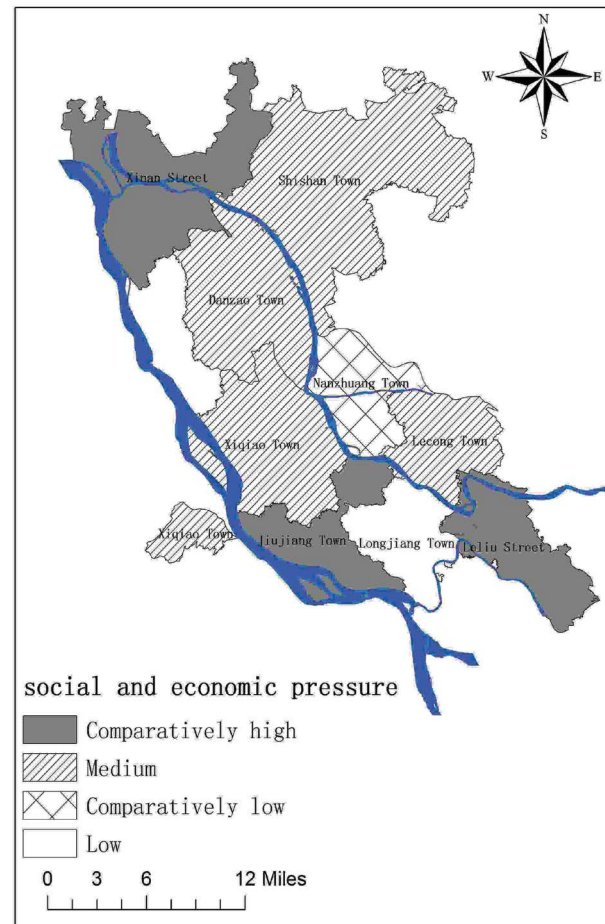 N
W E
S
Xinan Street
Shishan Town
Danzao Town
Nanzhuang Town
Xiqiao Town
Lecong Town
Xiqiao Town
Jiujiang Town
Longjiang Town
Leliu Street
social and economic pressure
Comparatively high
Medium
Comparatively low
Low
0 3 6 12 Miles